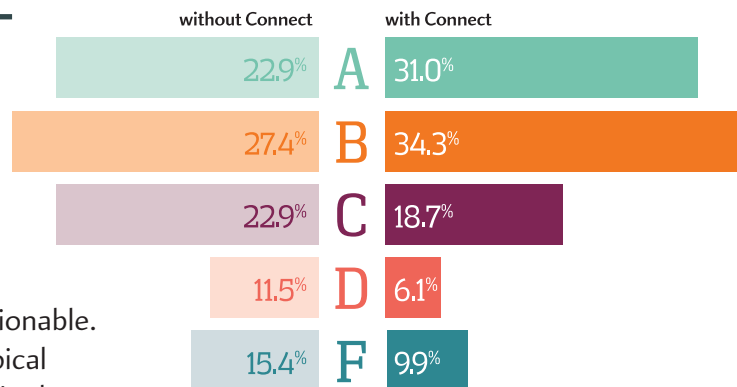 without Connect with Connect
22.9% A 31.0%
27.4% B 34.3%
22.9% C 18.7%
11.5% D 6.1%
ionable.
15.4% F 9.9%
pical